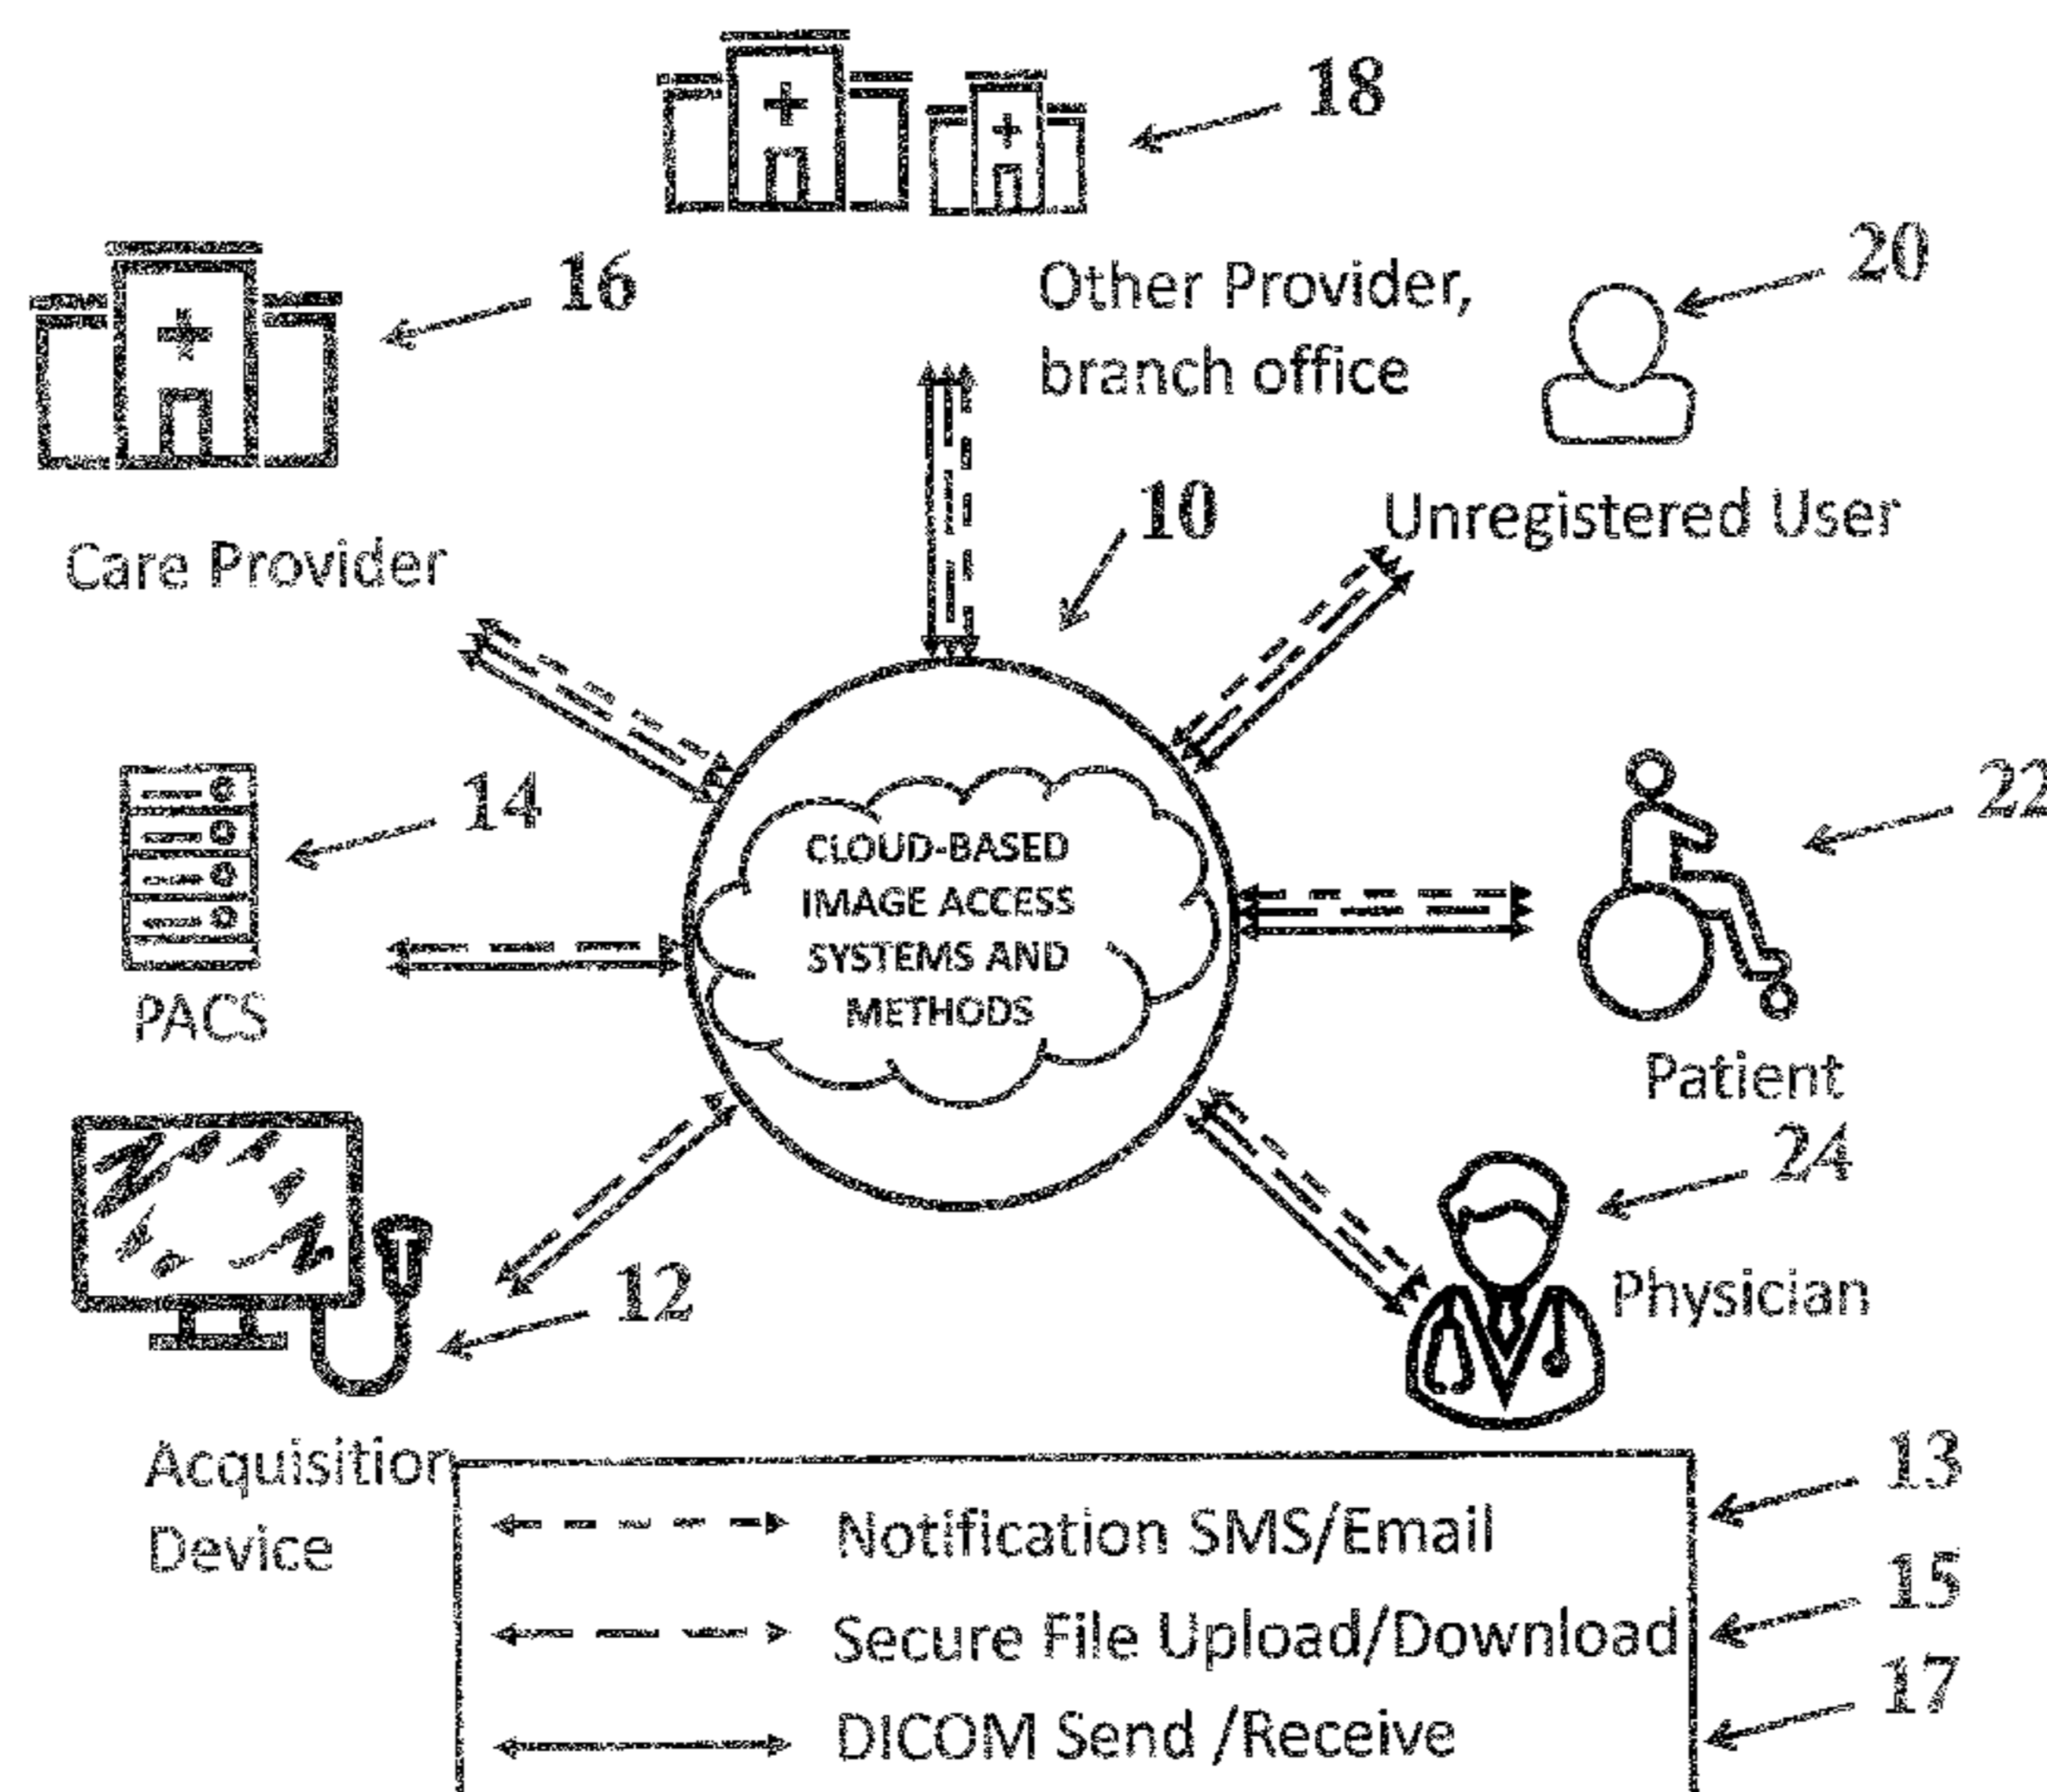 18
16
Other Provider,
branch office
20
Care Provider
10
Unregistered User
14
PACS
CLOUD-BASED
IMAGE ACCESS
SYSTEMS AND
METHODS
22
Patient
24
Physician
12
Acquisition
Device
Notification SMS/Email
13
Secure File Upload/Download
15
DICOM Send /Receive
17